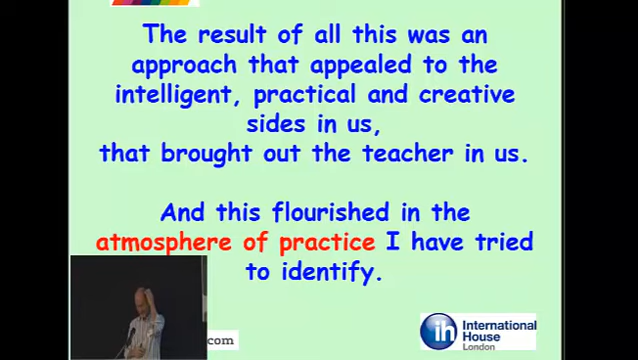 The result of all this was an
approach that appealed to the
intelligent, practical and creative
sides in us,
that brought out the teacher in us.
And this flourished in the
atmosphere of practice I have tried
to identify.
com
ih International
House
London